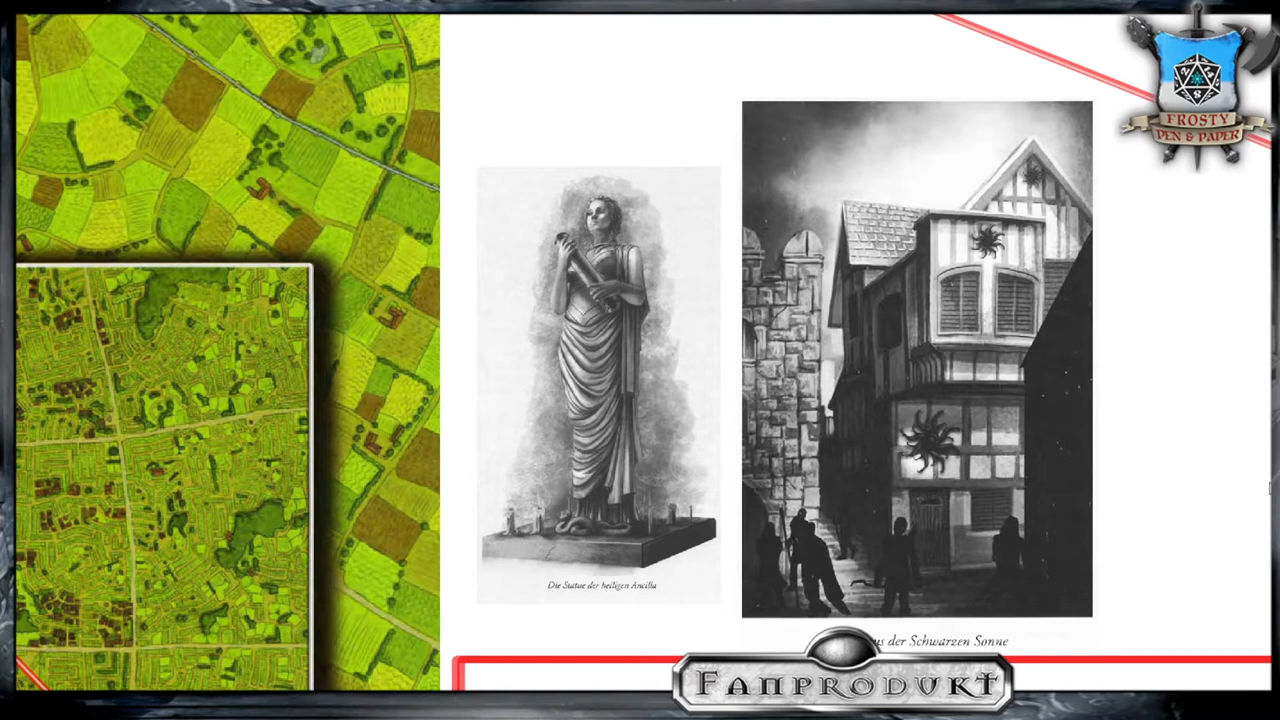 FROSTY
PEN & PAPER
Die Statue der heiligen Ancilla
der Schwarzen Sonne
FANPRODUKT